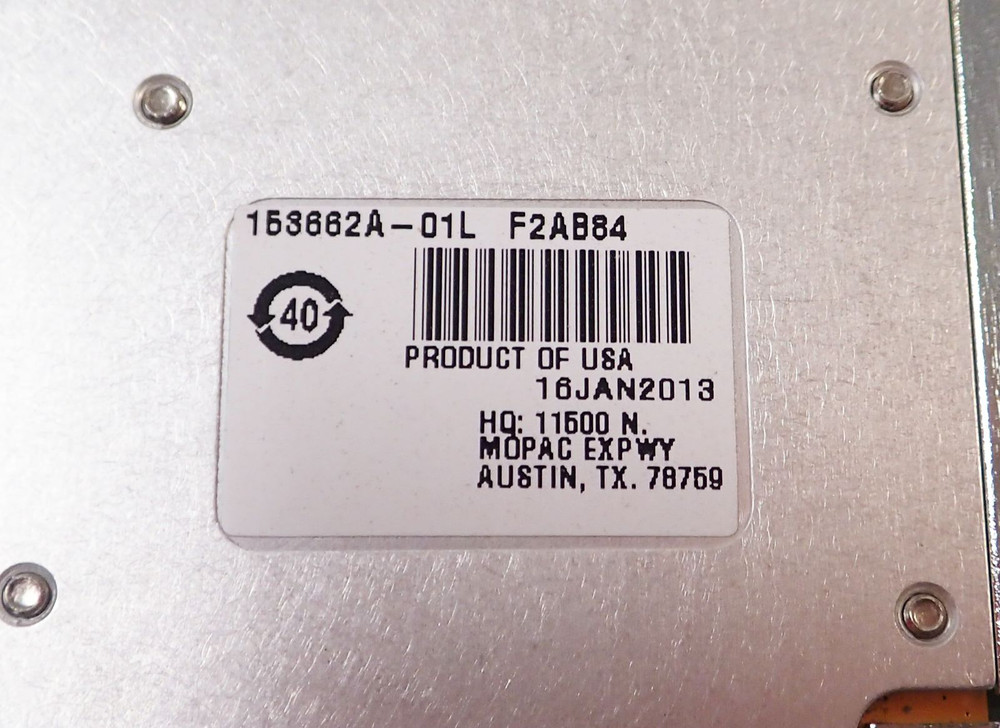 153662A-01L F2AB84
40
PRODUCT OF USA
16JAN2013
HQ: 11500 N.
MOPAC EXPWY
AUSTIN, TX. 78759